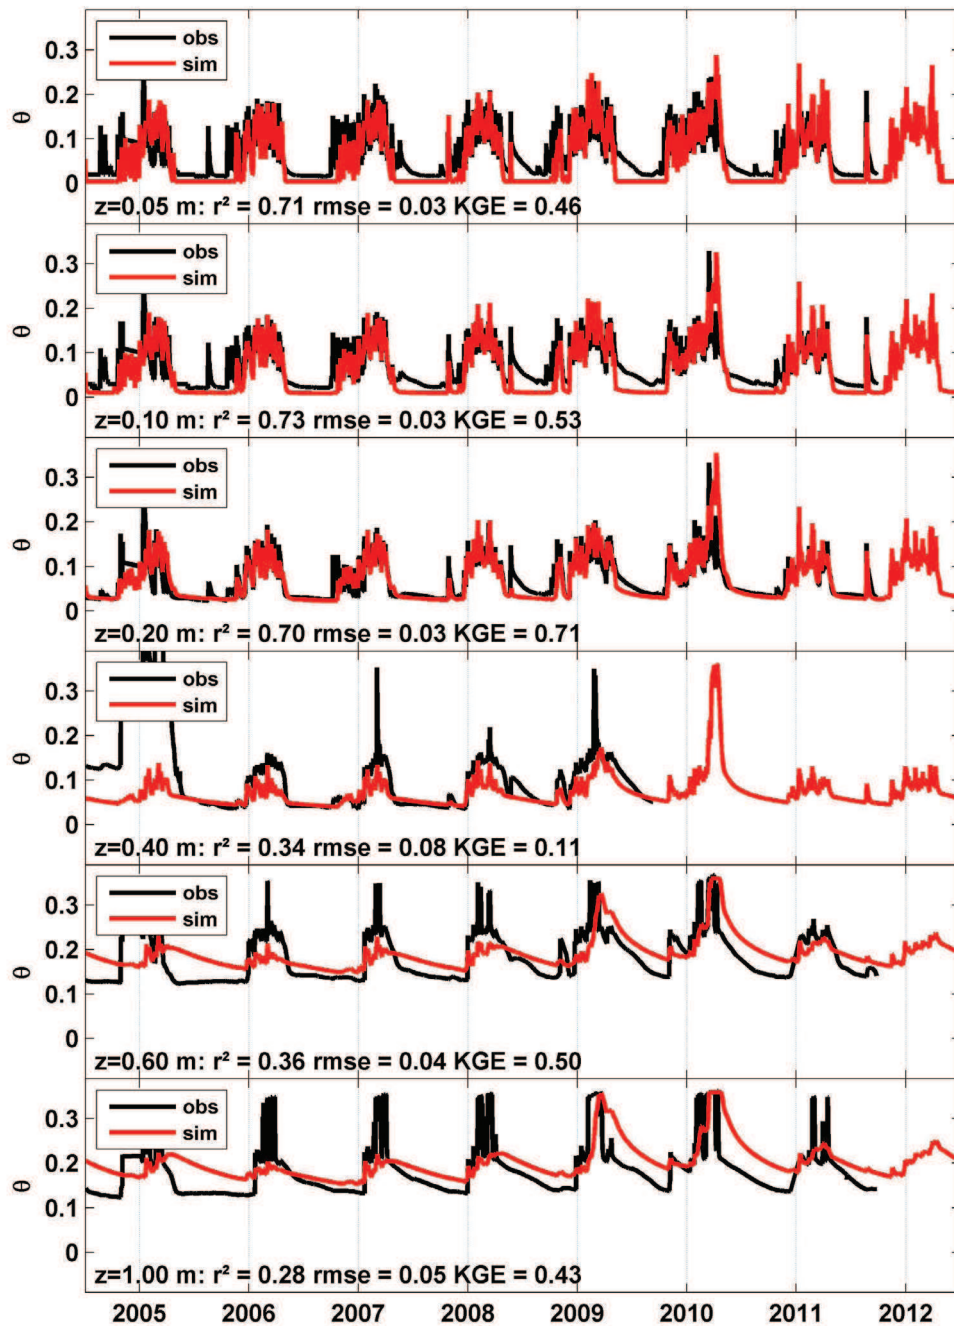 obs
sim
0.3
0.2
0.1
0
θ
z=0.05 m: r² = 0.71 rmse = 0.03 KGE = 0.46
obs
sim
0.3
0.2
0.1
0
θ
z=0.10 m: r² = 0.73 rmse = 0.03 KGE = 0.53
obs
sim
0.3
0.2
0.1
0
θ
z=0.20 m: r² = 0.70 rmse = 0.03 KGE = 0.71
obs
sim
0.3
0.2
0.1
0
θ
z=0.40 m: r² = 0.34 rmse = 0.08 KGE = 0.11
obs
sim
0.3
0.2
0.1
0
θ
z=0.60 m: r² = 0.36 rmse = 0.04 KGE = 0.50
obs
sim
0.3
0.2
0.1
0
θ
z=1.00 m: r² = 0.28 rmse = 0.05 KGE = 0.43
2005 2006 2007 2008 2009 2010 2011 2012